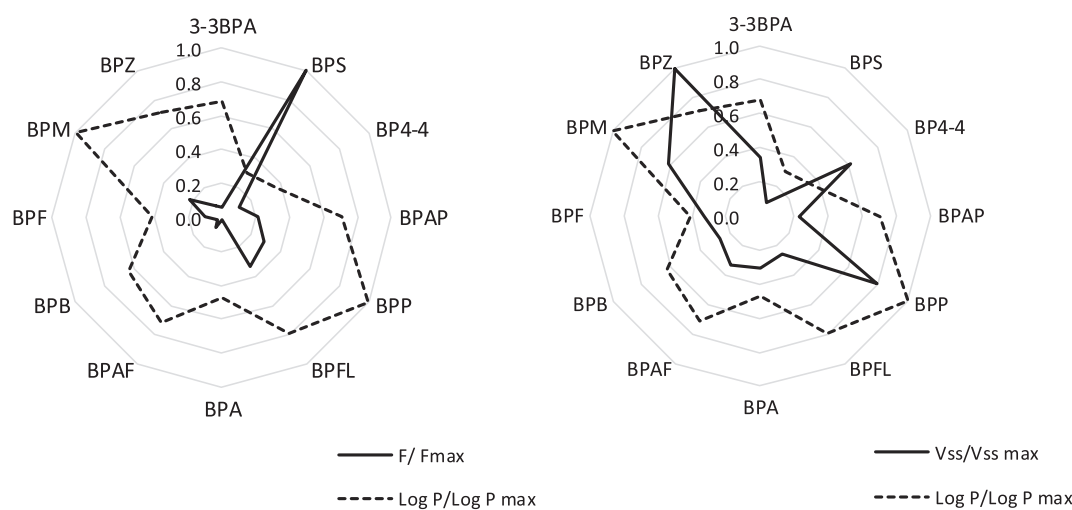 3-3BPA
BPS
BP4-4
BPAP
BPP
BPFL
BPA
BPAF
BPB
BPF
BPM
BPZ
1.0
0.8
0.6
0.4
0.2
0.0
F/ Fmax
Log P/Log P max
3-3BPA
BPS
BP4-4
BPAP
BPP
BPFL
BPA
BPAF
BPB
BPF
BPM
BPZ
1.0
0.8
0.6
0.4
0.2
0.0
Vss/Vss max
Log P/Log P max